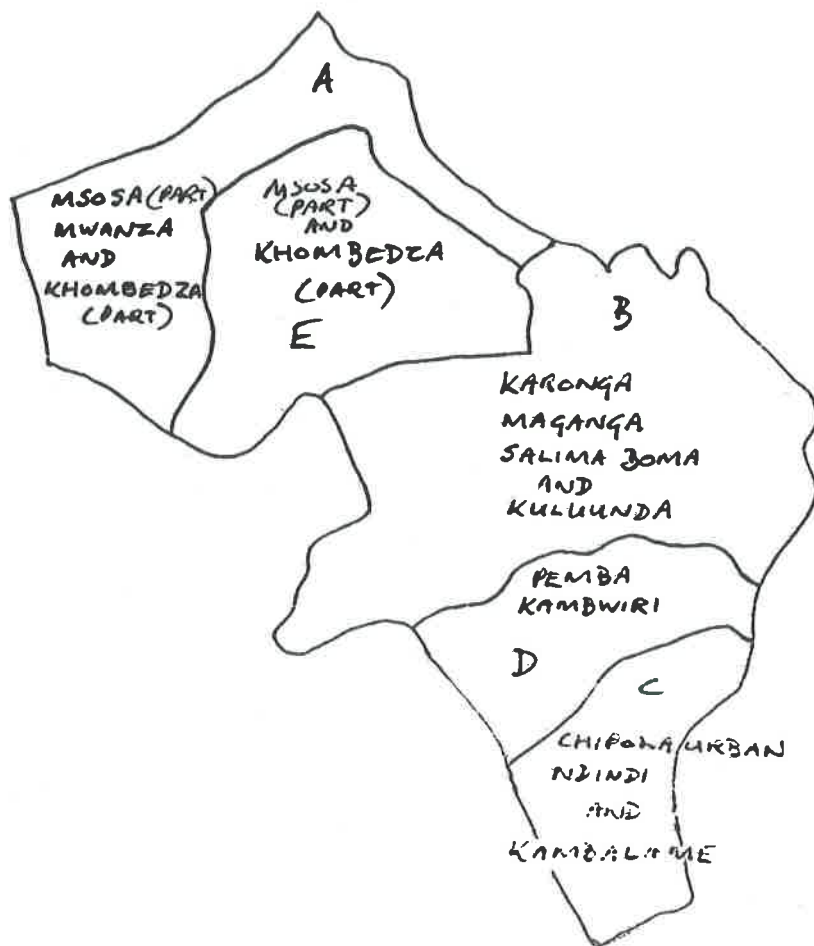 A
MSOSA (PART)
MWANZA
AND
KHOMBEDZA
(PART)
MSOSA
(PART)
AND
KHOMBEDZA
(PART)
E
B
KARONGA
MAGANGA
SALIMA BOMA
AND
KULUUNDA
PEMBA
KAMBWIRI
D
C
CHIPOKA URBAN
NDINDI
AND
KAMBALAME